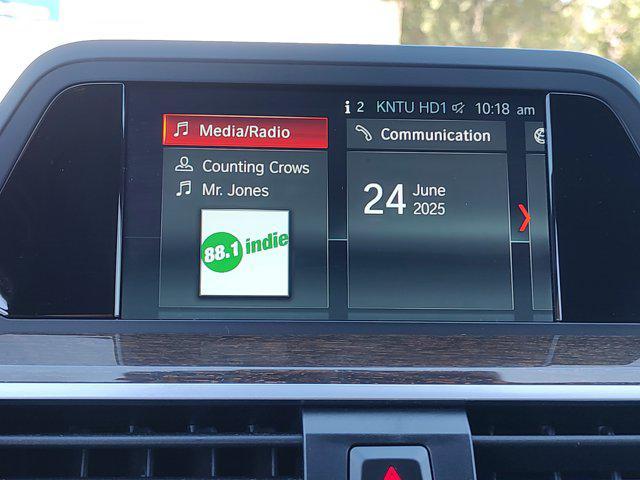 2 KNTU HD1 10:18 am
Media/Radio
Counting Crows
Mr. Jones
88.1 indie
Communication
24 June
2025